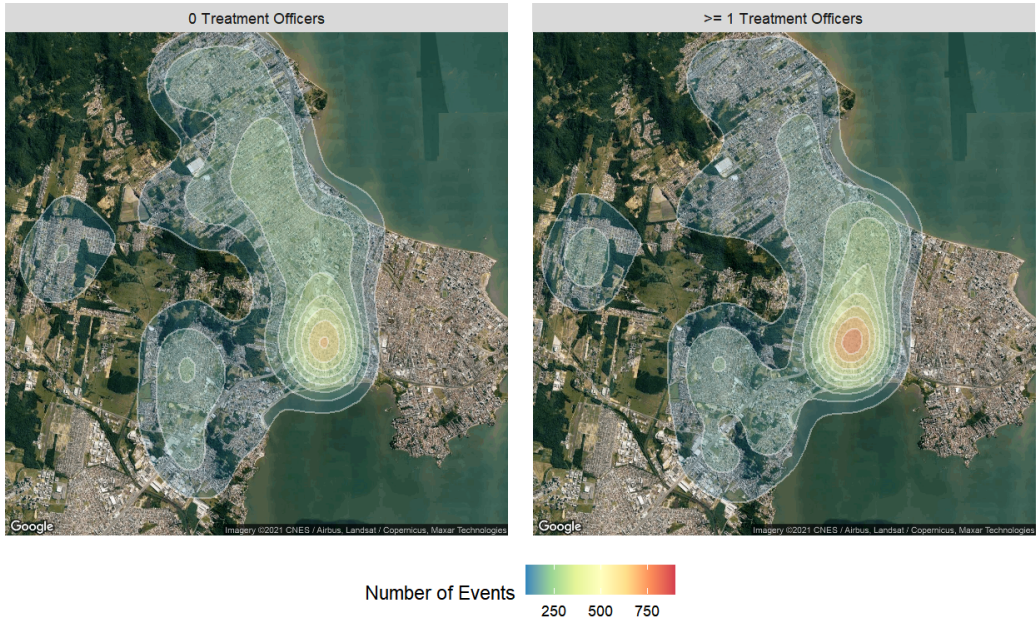 0 Treatment Officers
>= 1 Treatment Officers
Google
Imagery ©2021 CNES / Airbus, Landsat / Copernicus, Maxar Technologies
Google
Imagery ©2021 CNES / Airbus, Landsat / Copernicus, Maxar Technologies
Number of Events
250 500 750